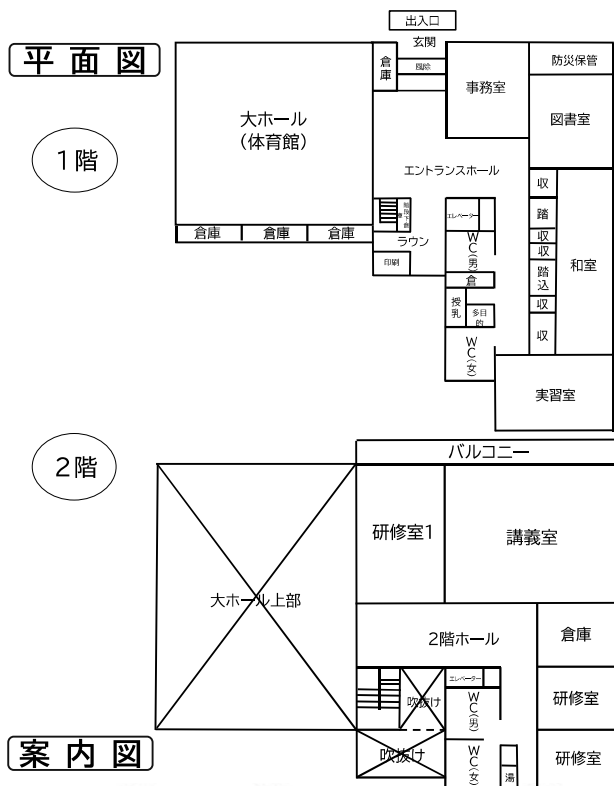 出入口
玄関
平面図
風除
倉庫
防災保管
事務室
大ホール
（体育館）
図書室
1階
エントランスホール
収
階段下倉庫
踏
エレベーター
倉庫
倉庫
倉庫
ラウン
WC(男)
収
収
印刷
和室
踏込
倉
授乳
多目的
収
収
WC(女)
実習室
バルコニー
2階
研修室1
講義室
大ホール上部
2階ホール
倉庫
エレベーター
吹抜け
WC(男)
研修室
案内図
吹抜け
WC(女)
研修室
湯